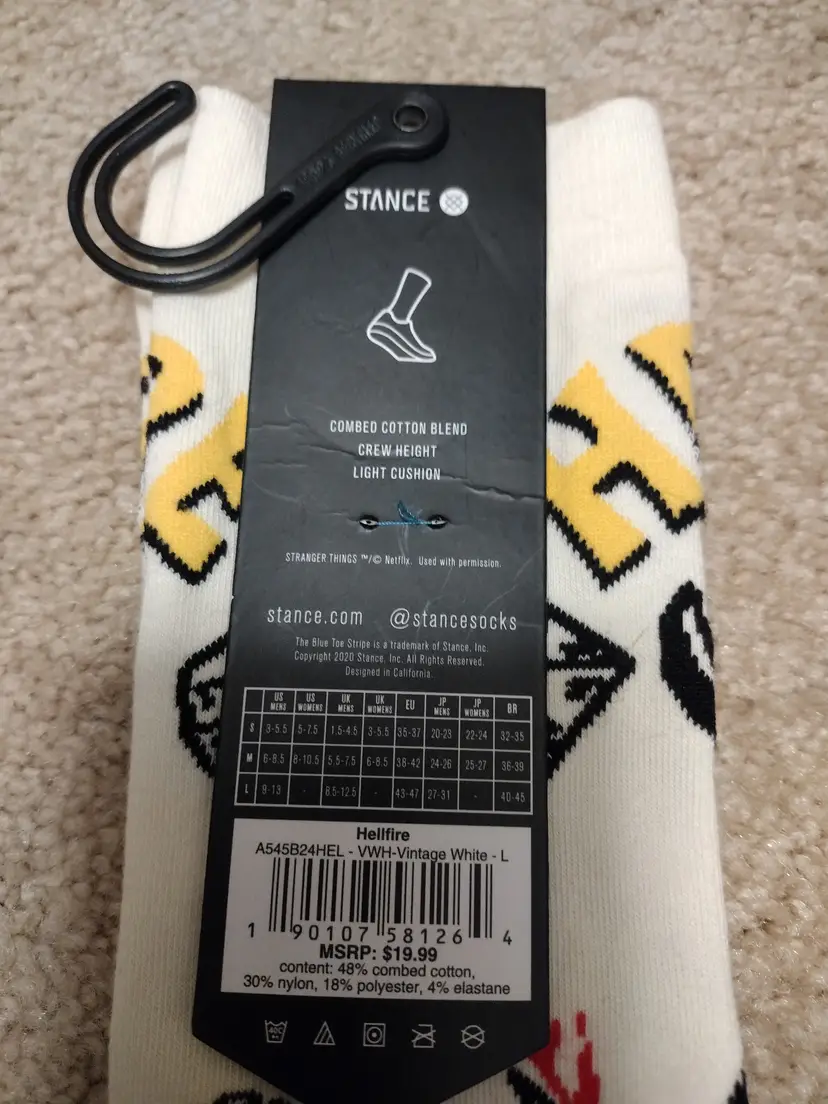 STANCE
COMBED COTTON BLEND
CREW HEIGHT
LIGHT CUSHION
STRANGER THINGS ™/© Netflix. Used with permission.
stance.com @stancesocks
The Blue Toe Stripe is a trademark of Stance, Inc.
Copyright 2020 Stance, Inc. All Rights Reserved.
Designed in California.
US MENS US WOMENS UK MENS UK WOMENS EU JP MENS JP WOMENS BR
S 3-5.5 5-7.5 1.5-4.5 3-5.5 35-37 20-23 22-24 32-35
M 6-8.5 8-10.5 5.5-7.5 6-8.5 38-42 24-26 25-27 36-39
L 9-13 - 8.5-12.5 - 43-47 27-31 - 40-45
Hellfire
A545B24HEL - VWH-Vintage White - L
1 90107 58126 4
MSRP: $19.99
content: 48% combed cotton,
30% nylon, 18% polyester, 4% elastane
40C